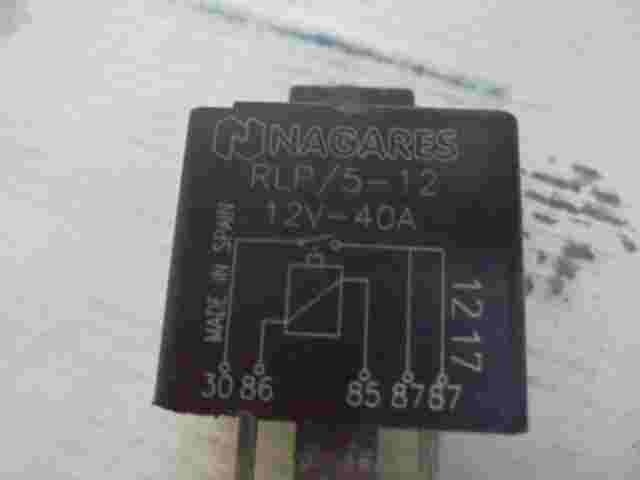 NAGARES
RLP/5-12
12V-40A
MADE IN SPAIN
1217
30 86 85 87 87